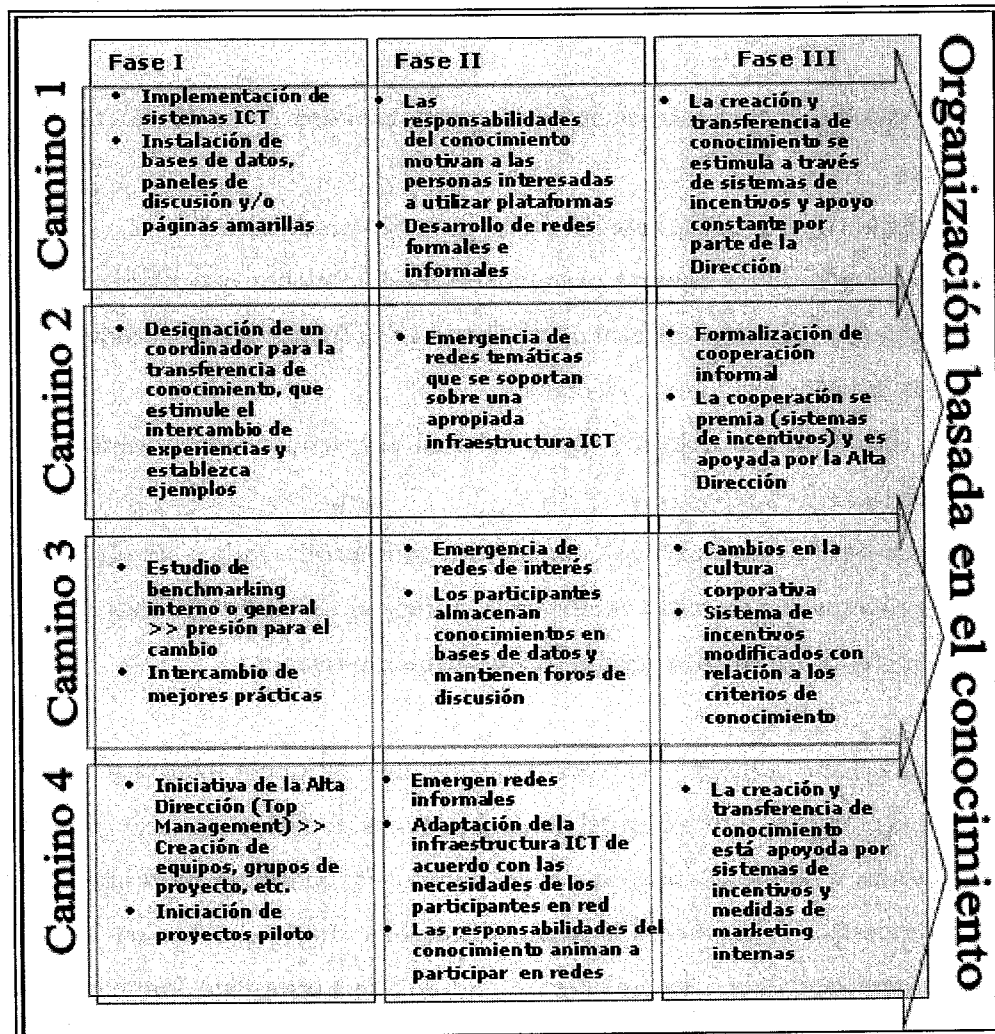 Fase I
Fase II
Fase III
Camino 1
• Implementación de
sistemas ICT
• Instalación de
bases de datos,
paneles de
discusión y/o
páginas amarillas
• Las
responsabilidades
del conocimiento
motivan a las
personas interesadas
a utilizar plataformas
• Desarrollo de redes
formales e
informales
• La creación y
transferencia de
conocimiento se
estimula a través
de sistemas de
incentivos y apoyo
constante por
parte de la
Dirección
Camino 2
• Designación de un
coordinador para la
transferencia de
conocimiento, que
estimule el
intercambio de
experiencias y
establezca
ejemplos
• Emergencia de
redes temáticas
que se soportan
sobre una
apropiada
infraestructura ICT
• Formalización de
cooperación
informal
• La cooperación se
premia (sistemas
de incentivos) y es
apoyada por la Alta
Dirección
Camino 3
• Estudio de
benchmarking
interno o general
>> presión para el
cambio
• Intercambio de
mejores prácticas
• Emergencia de
redes de interés
• Los participantes
almacenan
conocimientos en
bases de datos y
mantienen foros de
discusión
• Cambios en la
cultura
corporativa
• Sistema de
incentivos
modificados con
relación a los
criterios de
conocimiento
Camino 4
• Iniciativa de la Alta
Dirección (Top
Management) >>
Creación de
equipos, grupos de
proyecto, etc.
• Iniciación de
proyectos piloto
• Emergen redes
informales
• Adaptación de la
infraestructura ICT de
acuerdo con las
necesidades de los
participantes en red
• Las responsabilidades del
conocimiento animan a
participar en redes
• La creación y
transferencia de
conocimiento
está apoyoda por
sistemas de
incentivos y
medidas de
marketing
internas
Organización basada en el conocimiento